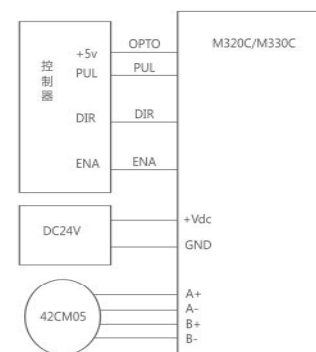 控制器
+5v
PUL
DIR
ENA
OPTO
PUL
DIR
ENA
M320C/M330C
DC24V
+Vdc
GND
42CM05
A+
A-
B+
B-